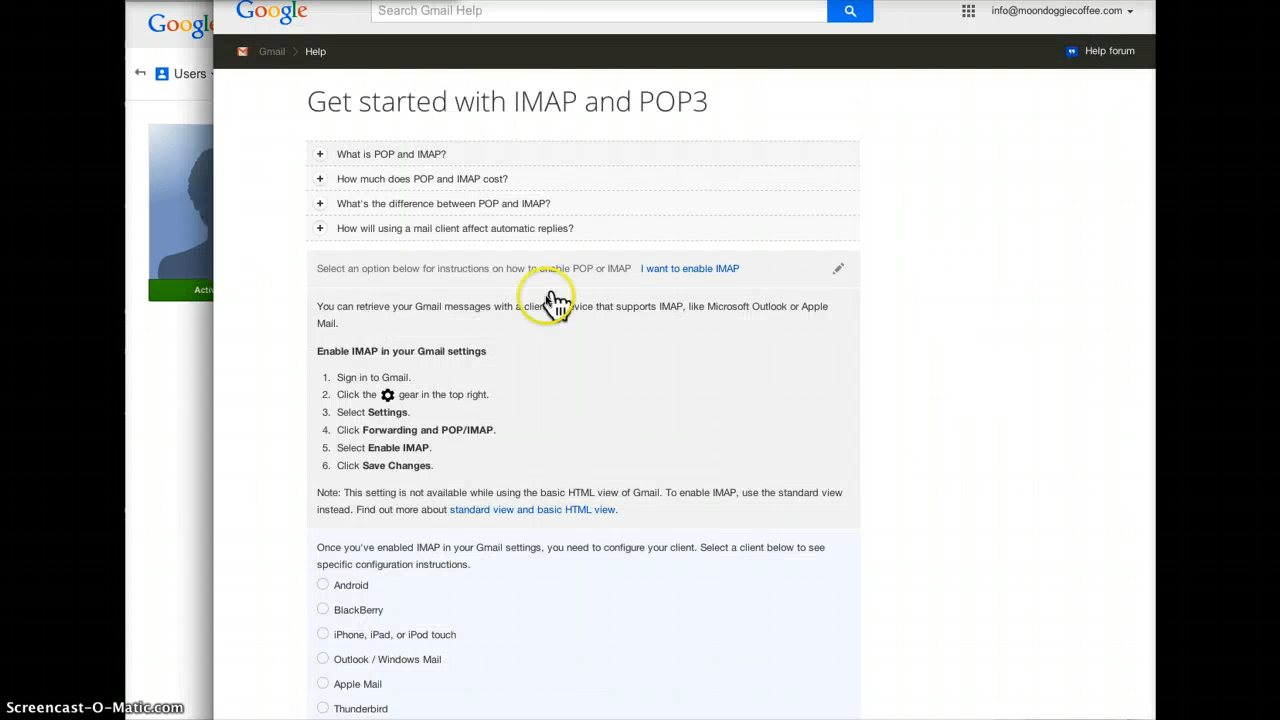 Google
Google
Search Gmail Help
info@moondoggiecoffee.com
Gmail
Help
Help forum
Users
Get started with IMAP and POP3
What is POP and IMAP?
How much does POP and IMAP cost?
What's the difference between POP and IMAP?
How will using a mail client affect automatic replies?
Select an option below for instructions on how to enable POP or IMAP I want to enable IMAP
Activ
You can retrieve your Gmail messages with a client that supports IMAP, like Microsoft Outlook or Apple
Mail.
Enable IMAP in your Gmail settings
1. Sign in to Gmail.
2. Click the gear in the top right.
3. Select Settings.
4. Click Forwarding and POP/IMAP.
5. Select Enable IMAP.
6. Click Save Changes.
Note: This setting is not available while using the basic HTML view of Gmail. To enable IMAP, use the standard view
instead. Find out more about standard view and basic HTML view.
Once you've enabled IMAP in your Gmail settings, you need to configure your client. Select a client below to see
specific configuration instructions.
Android
BlackBerry
iPhone, iPad, or iPod touch
Outlook / Windows Mail
Apple Mail
Thunderbird
Screencast-O-Matic.com